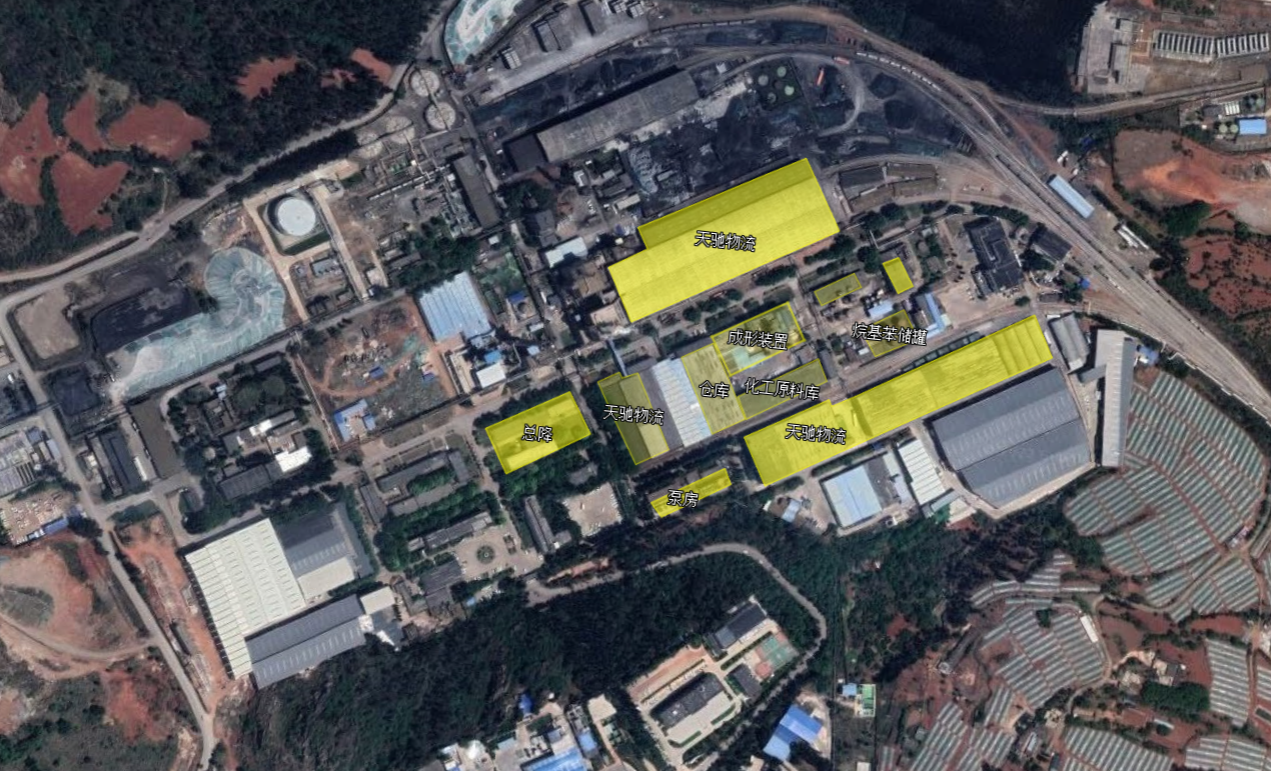 天驰物流
烷基苯储罐
成形装置
仓库
化工原料库
天驰物流
天驰物流
总降
泵房